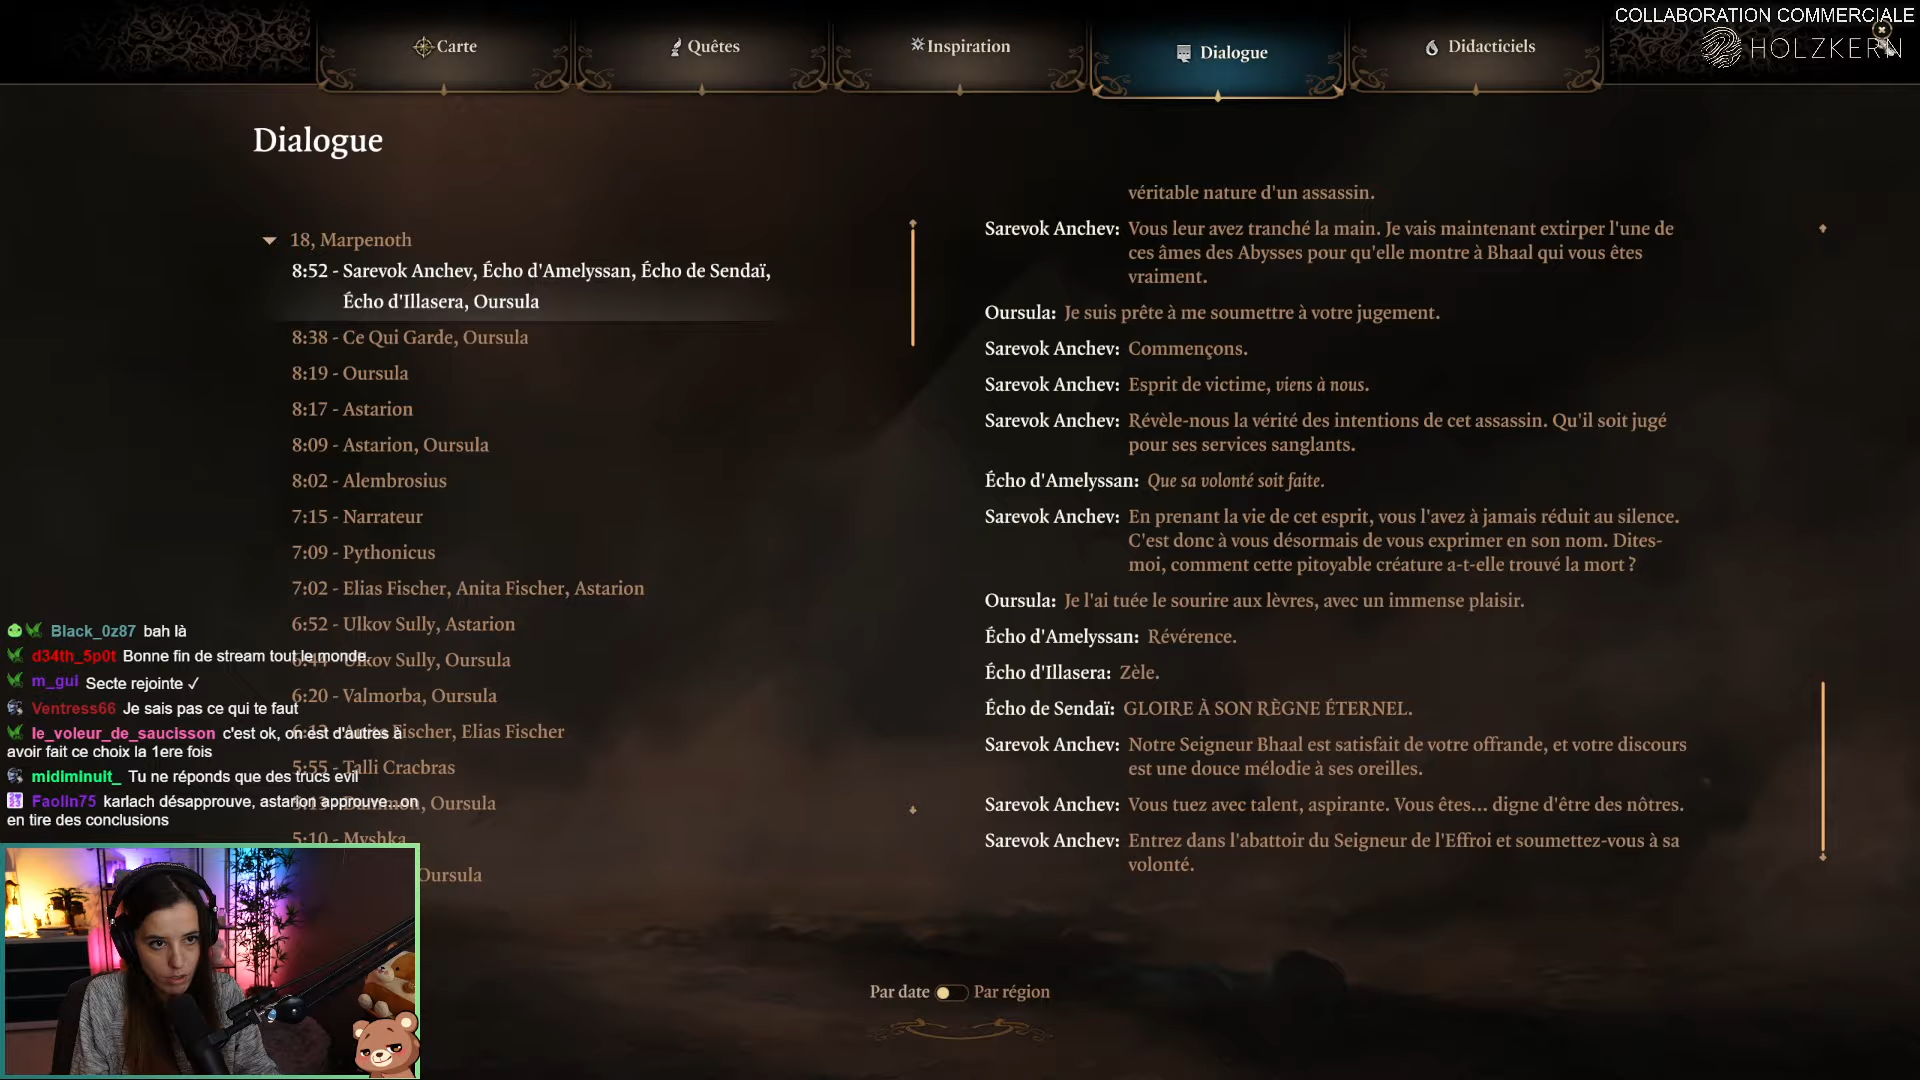 COLLABORATION COMMERCIALE
HOLZKERN
Carte
Quêtes
Inspiration
Dialogue
Didacticiels
Dialogue
18, Marpenoth
8:52 - Sarevok Anchev, Écho d'Amelyssan, Écho de Sendaï,
Écho d'Illasera, Oursula
8:38 - Ce Qui Garde, Oursula
8:19 - Oursula
8:17 - Astarion
8:09 - Astarion, Oursula
8:02 - Alembrosius
7:15 - Narrateur
7:09 - Pythonicus
7:02 - Elias Fischer, Anita Fischer, Astarion
6:52 - Ulkov Sully, Astarion
6:44 - Ulkov Sully, Oursula
6:20 - Valmorba, Oursula
Fischer, Elias Fischer
5:55 - Talli Cracbras
Oursula
5:10 - Myshka
Oursula
véritable nature d'un assassin.
Sarevok Anchev: Vous leur avez tranché la main. Je vais maintenant extirper l'une de
ces âmes des Abysses pour qu'elle montre à Bhaal qui vous êtes
vraiment.
Oursula: Je suis prête à me soumettre à votre jugement.
Sarevok Anchev: Commençons.
Sarevok Anchev: Esprit de victime, viens à nous.
Sarevok Anchev: Révèle-nous la vérité des intentions de cet assassin. Qu'il soit jugé
pour ses services sanglants.
Écho d'Amelyssan: Que sa volonté soit faite.
Sarevok Anchev: En prenant la vie de cet esprit, vous l'avez à jamais réduit au silence.
C'est donc à vous désormais de vous exprimer en son nom. Dites-
moi, comment cette pitoyable créature a-t-elle trouvé la mort ?
Oursula: Je l'ai tuée le sourire aux lèvres, avec un immense plaisir.
Écho d'Amelyssan: Révérence.
Écho d'Illasera: Zèle.
Écho de Sendaï: GLOIRE À SON RÈGNE ÉTERNEL.
Sarevok Anchev: Notre Seigneur Bhaal est satisfait de votre offrande, et votre discours
est une douce mélodie à ses oreilles.
Sarevok Anchev: Vous tuez avec talent, aspirante. Vous êtes... digne d'être des nôtres.
Sarevok Anchev: Entrez dans l'abattoir du Seigneur de l'Effroi et soumettez-vous à sa
volonté.
Par date
Par région
Black_0z87 bah là
d34th_5p0t Bonne fin de stream tout le monde
m_gui Secte rejointe ✓
Ventress66 Je sais pas ce qui te faut
le_voleur_de_saucisson c'est ok, on est d'autres à
avoir fait ce choix la 1ere fois
midiminuit_ Tu ne réponds que des trucs evil
Faolin75 karlach désapprouve, astarion approuve...on
en tire des conclusions